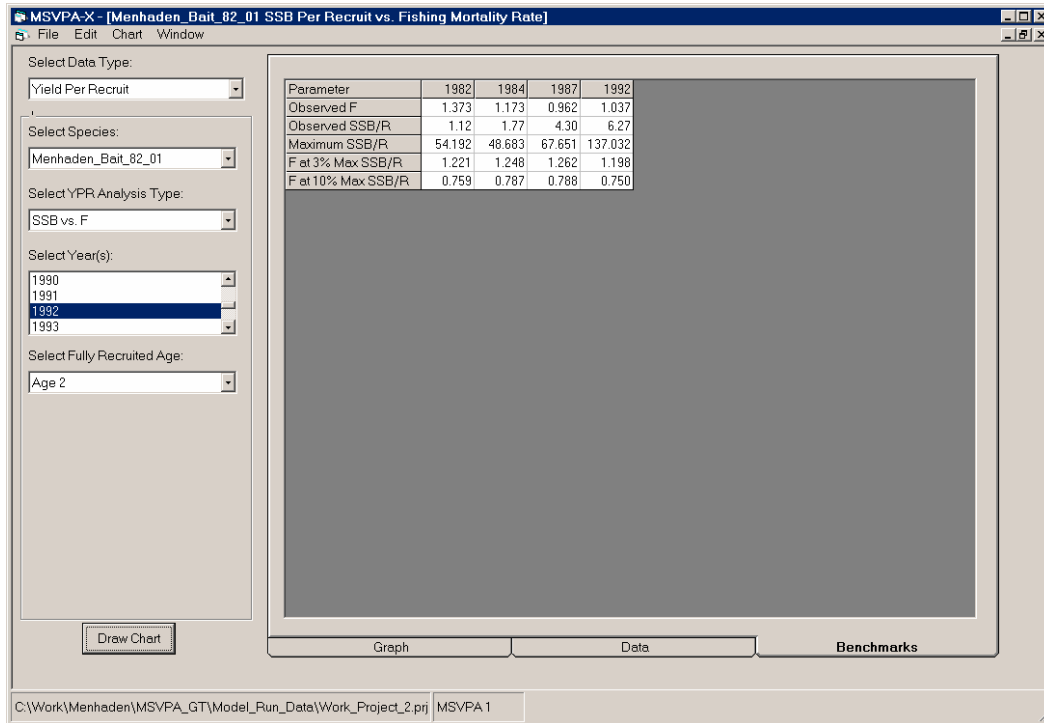 MSVPA-X - [Menhaden_Bait_82_01 SSB Per Recruit vs. Fishing Mortality Rate]
File Edit Chart Window
Select Data Type:
Yield Per Recruit
Select Species:
Menhaden_Bait_82_01
Select YPR Analysis Type:
SSB vs. F
Select Year(s):
1990
1991
1992
1993
Select Fully Recruited Age:
Age 2
Draw Chart
Parameter 1982 1984 1987 1992
Observed F 1.373 1.173 0.962 1.037
Observed SSB/R 1.12 1.77 4.30 6.27
Maximum SSB/R 54.192 48.683 67.651 137.032
F at 3% Max SSB/R 1.221 1.248 1.262 1.198
F at 10% Max SSB/R 0.759 0.787 0.788 0.750
Graph Data Benchmarks
C:\Work\Menhaden\MSVPA_GT\Model_Run_Data\Work_Project_2.prj MSVPA 1